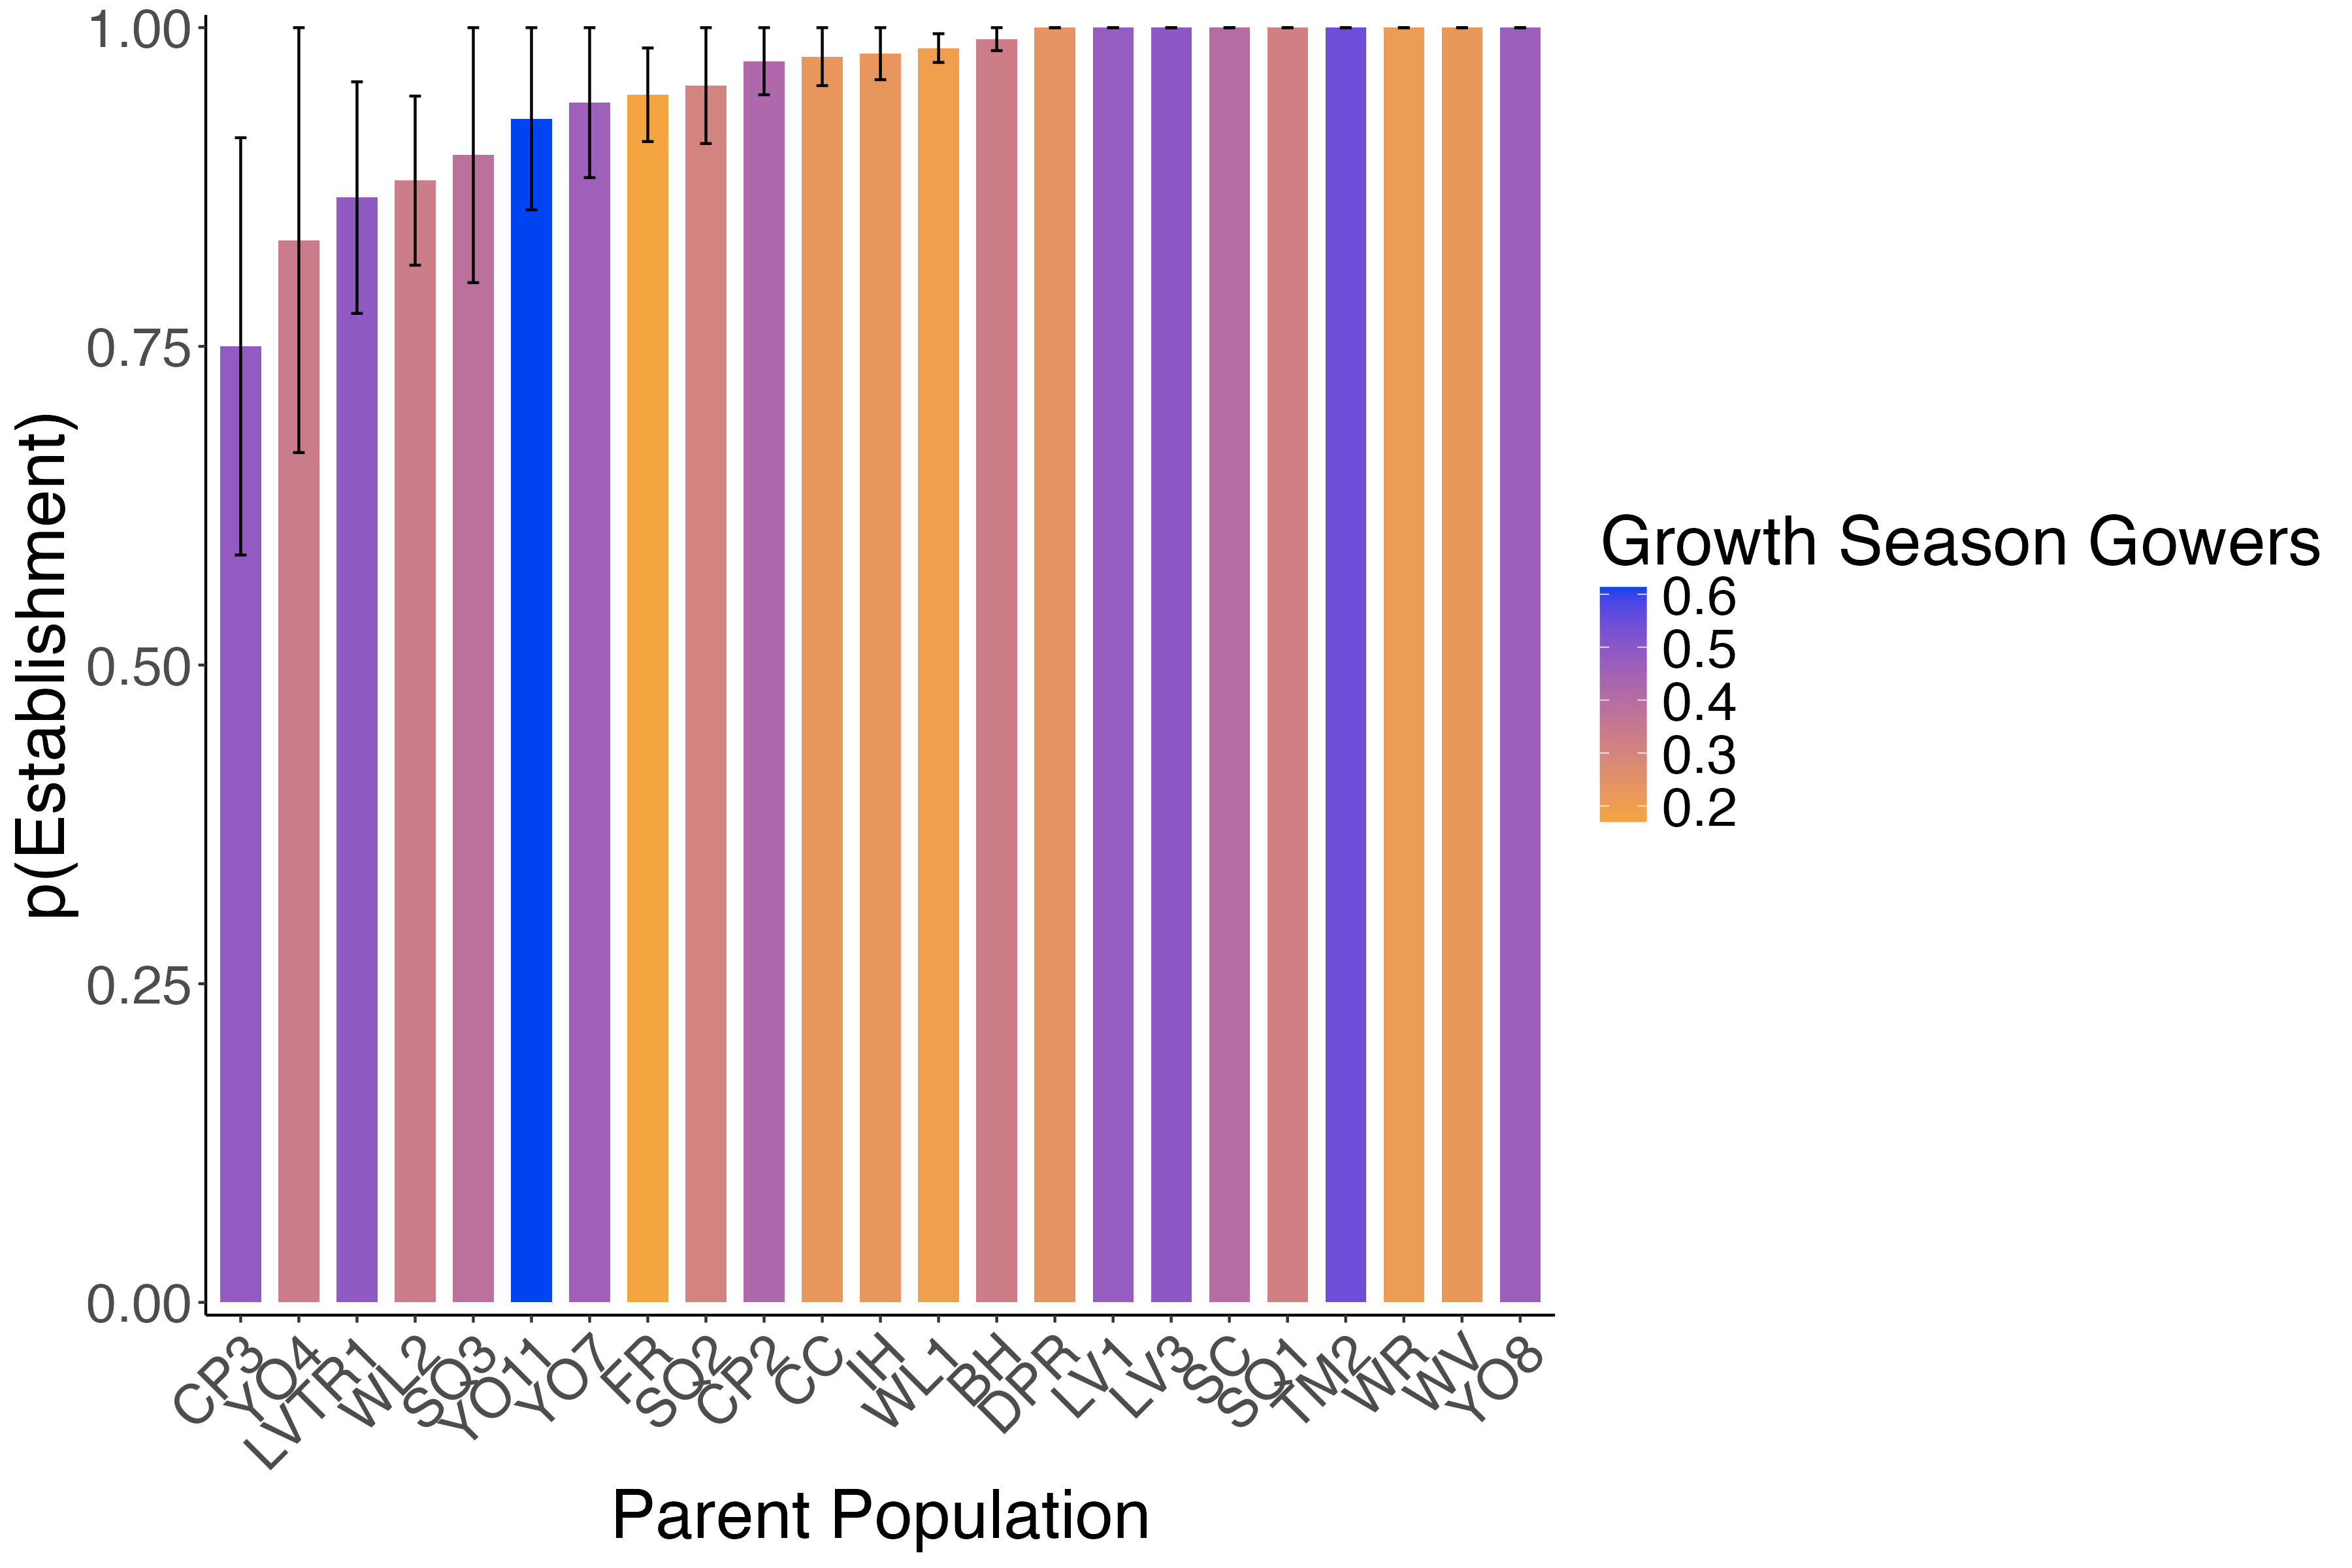 1.00
0.75
0.50
0.25
0.00
p(Establishment)
CP3
YO4
LVTR1
WL2
SQ3
YO11
YO7
FR
SQ2
CP2
CC
IH
WL1
BH
DPR
LV1
LV3
SC
SQ1
TM2
WR
WV
YO8
Parent Population
Growth Season Gowers
0.6
0.5
0.4
0.3
0.2